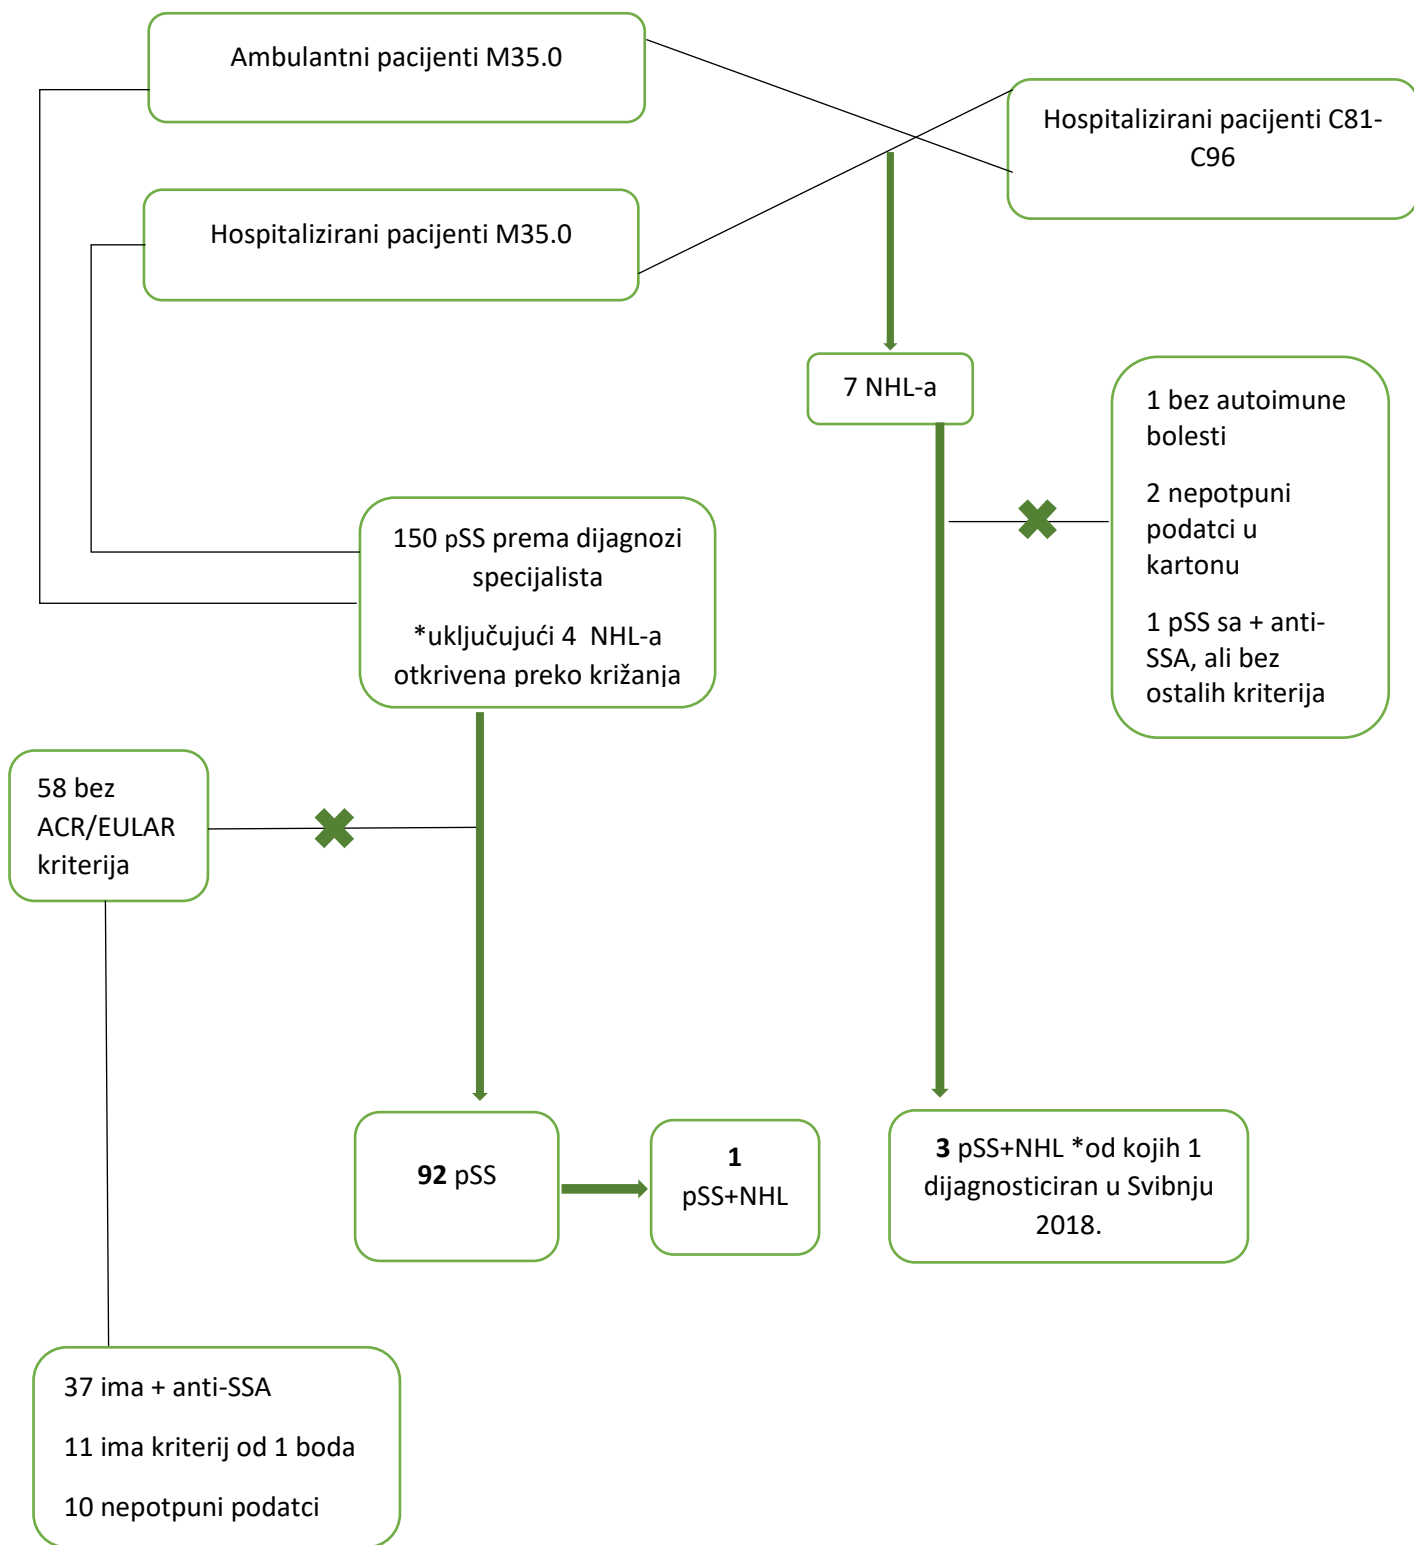 Ambulantni pacijenti M35.0
Hospitalizirani pacijenti C81-
C96
Hospitalizirani pacijenti M35.0
7 NHL-a
1 bez autoimune
bolesti
2 nepotpuni
podatci u
kartonu
1 pSS sa + anti-
SSA, ali bez
ostalih kriterija
150 pSS prema dijagnozi
specijalista
*uključujući 4 NHL-a
otkrivena preko križanja
58 bez
ACR/EULAR
kriterija
92 pSS
1
pSS+NHL
3 pSS+NHL *od kojih 1
dijagnosticiran u Svibnju
2018.
37 ima + anti-SSA
11 ima kriterij od 1 boda
10 nepotpuni podatci